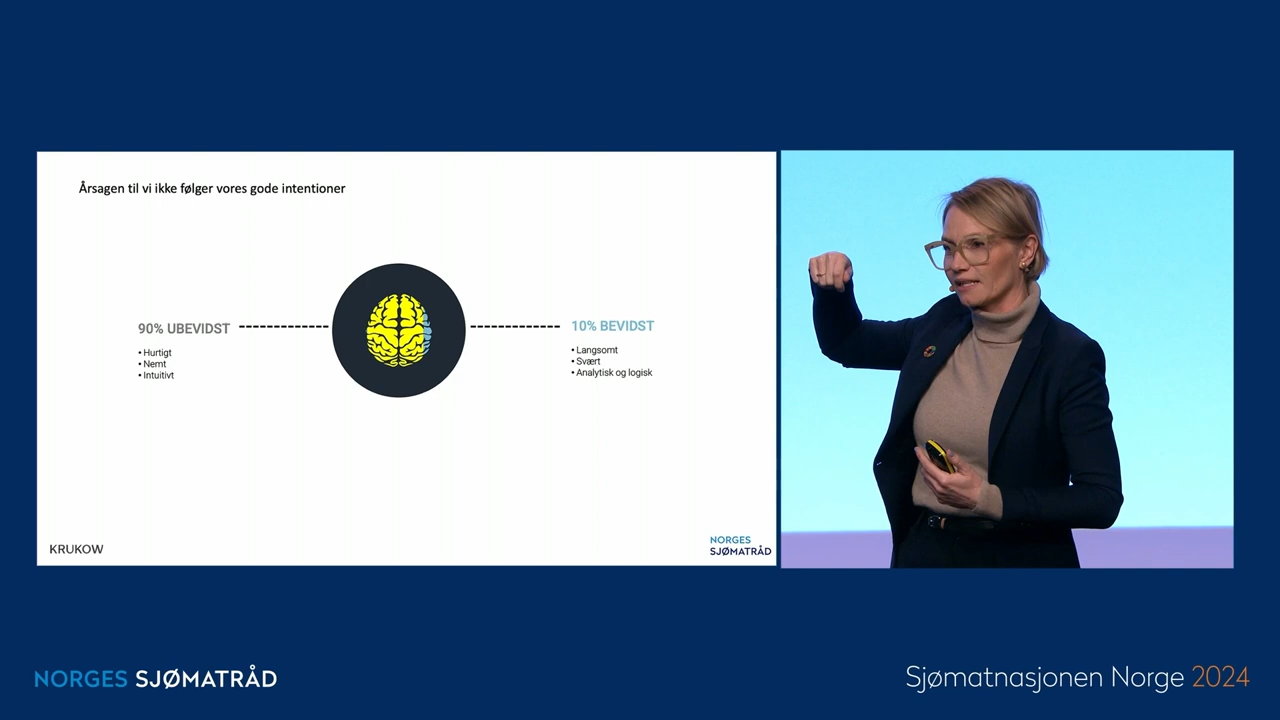 Årsagen til vi ikke følger vores gode intentioner
90% UBEVIDST
• Hurtigt
• Nemt
• Intuitivt
10% BEVIDST
• Langsomt
• Svært
• Analytisk og logisk
KRUKOW
NORGES
SJØMATRÅD
NORGES SJØMATRÅD
Sjømatnasjonen Norge 2024